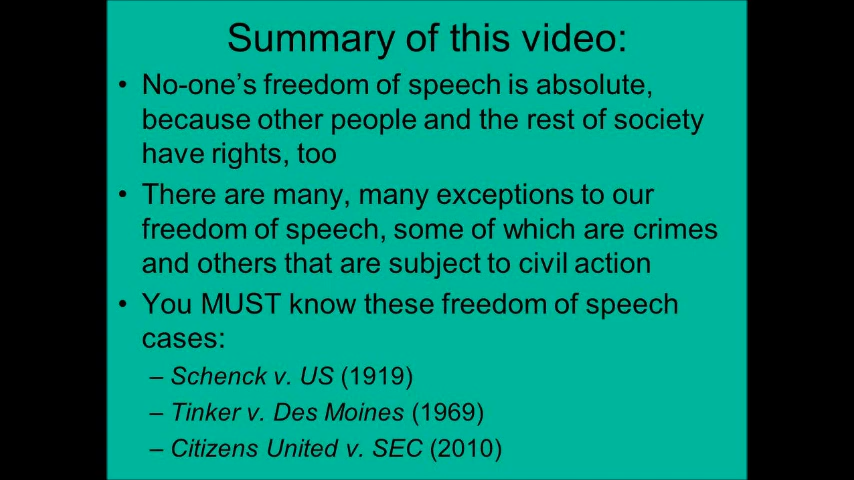 Summary of this video:
• No-one's freedom of speech is absolute,
because other people and the rest of society
have rights, too
• There are many, many exceptions to our
freedom of speech, some of which are crimes
and others that are subject to civil action
• You MUST know these freedom of speech
cases:
– Schenck v. US (1919)
– Tinker v. Des Moines (1969)
– Citizens United v. SEC (2010)